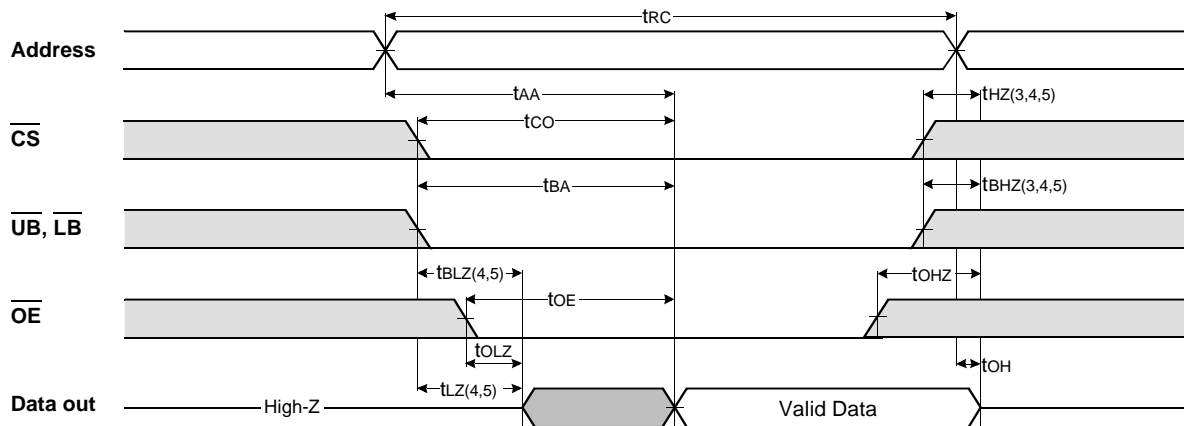 tRC
Address
tAA
tHZ(3,4,5)
CS
tCO
tBA
tBHZ(3,4,5)
UB, LB
tBLZ(4,5)
tOHZ
OE
tOE
tOLZ
tOH
tLZ(4,5)
Data out
High-Z
Valid Data